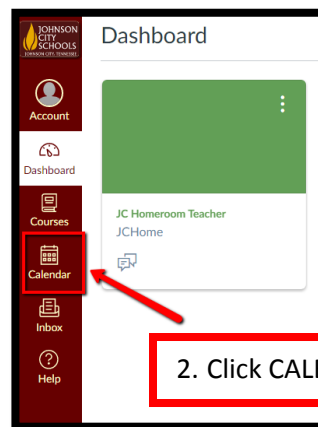 JOHNSON
CITY
SCHOOLS
JOHNSON CITY, TENNESSEE
Dashboard
Account
Dashboard
Courses
Calendar
Inbox
Help
JC Homeroom Teacher
JCHome
2. Click CAL